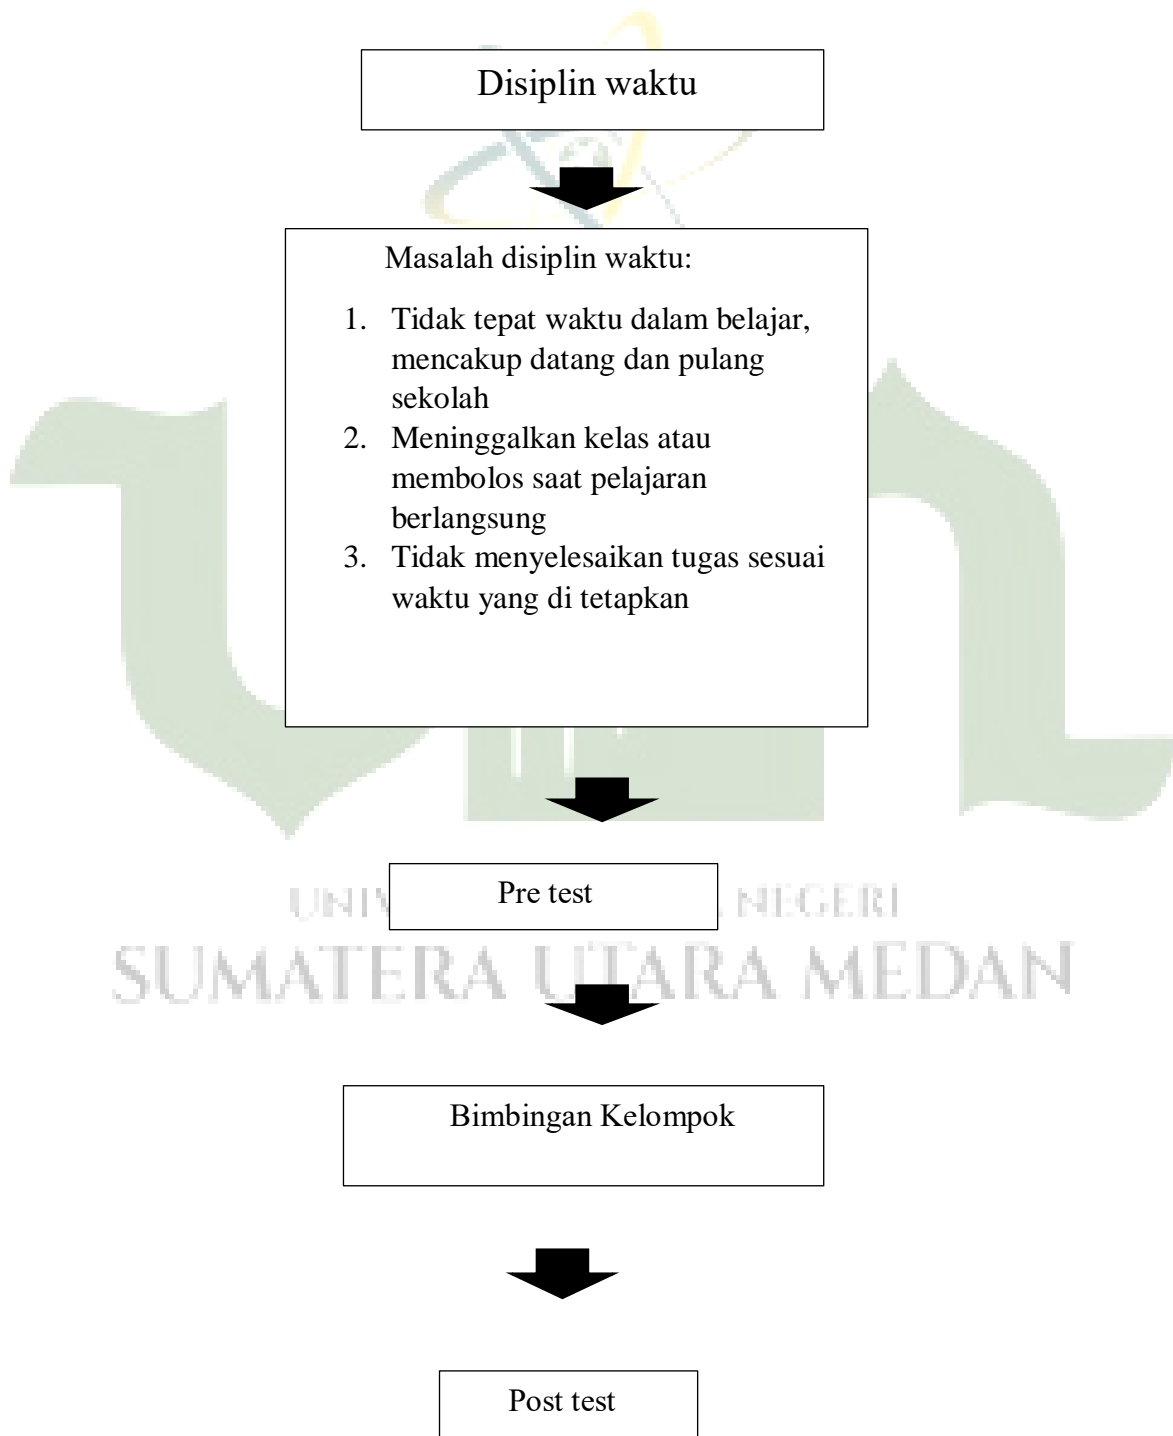 Disiplin waktu
Masalah disiplin waktu:
1. Tidak tepat waktu dalam belajar,
mencakup datang dan pulang
sekolah
2. Meninggalkan kelas atau
membolos saat pelajaran
berlangsung
3. Tidak menyelesaikan tugas sesuai
waktu yang di tetapkan
Pre test
NEGERI
SUMATERA UTARA MEDAN
Bimbingan Kelompok
Post test